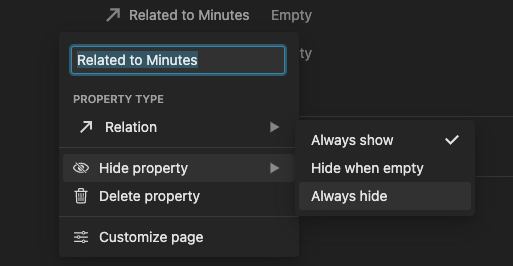 Related to Minutes Empty
Related to Minutes
ty
PROPERTY TYPE
Relation
Always show
Hide property
Hide when empty
Delete property
Always hide
Customize page